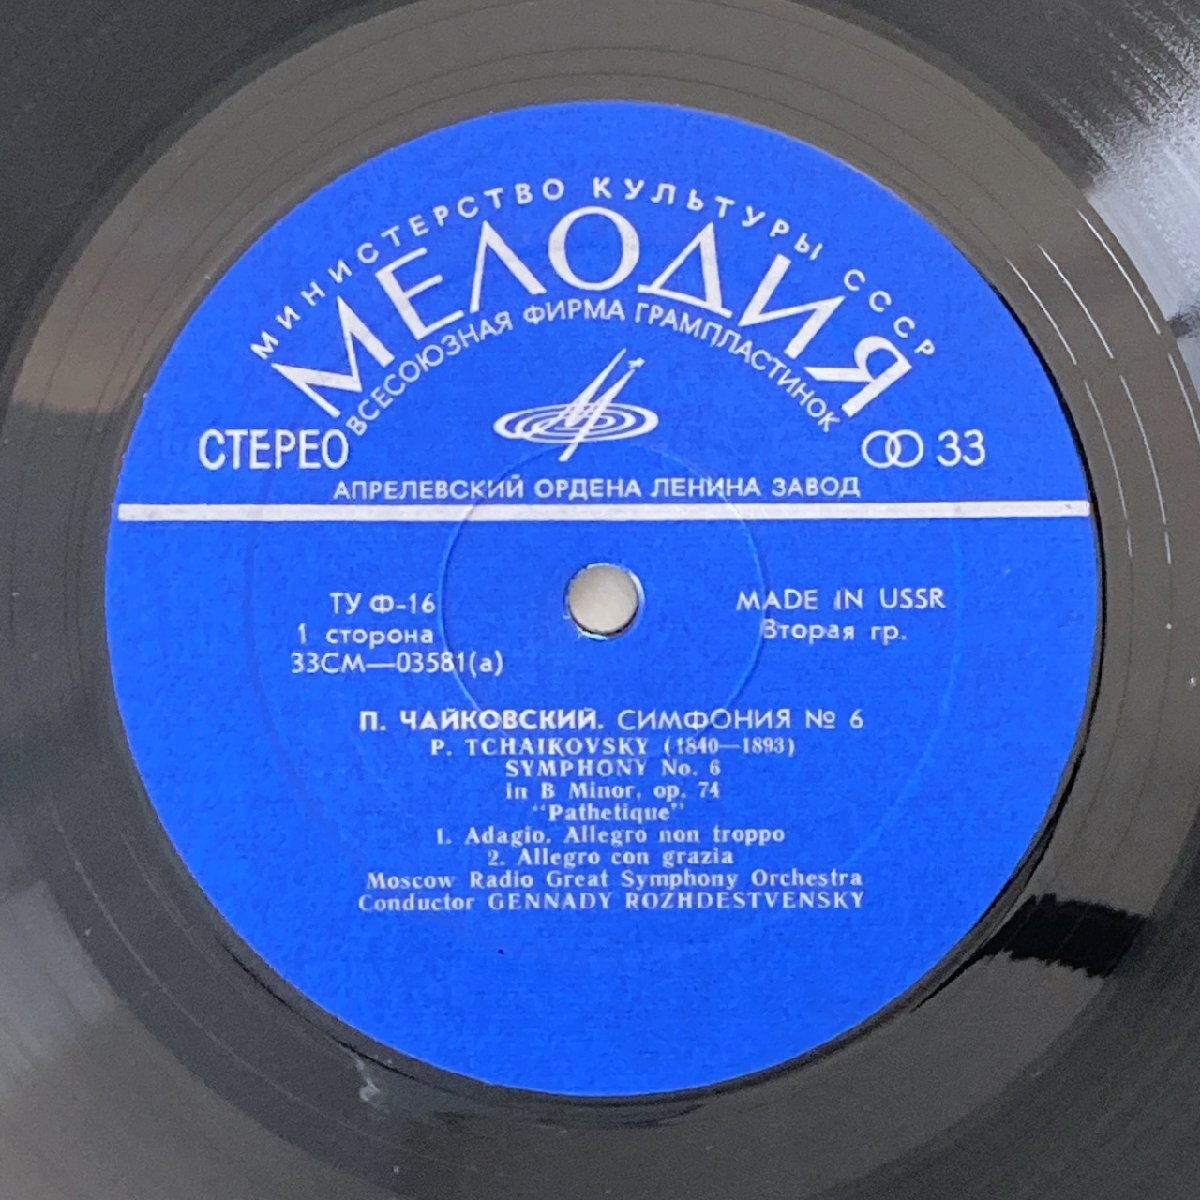 МИНИСТЕРСТВО КУЛЬТУРЫ СССР
МЕЛОДИЯ
ВСЕСОЮЗНАЯ ФИРМА ГРАМПЛАСТИНОК
СТЕРЕО
33
АПРЕЛЕВСКИЙ ОРДЕНА ЛЕНИНА ЗАВОД
ТУ Ф-16
MADE IN USSR
1 сторона
Вторая гр.
33СМ—03581(а)
П. ЧАЙКОВСКИЙ. СИМФОНИЯ № 6
P. TCHAIKOVSKY (1840—1893)
SYMPHONY No. 6
in B Minor, op. 74
"Pathetique"
1. Adagio. Allegro non troppo
2. Allegro con grazia
Moscow Radio Great Symphony Orchestra
Conductor GENNADY ROZHDESTVENSKY